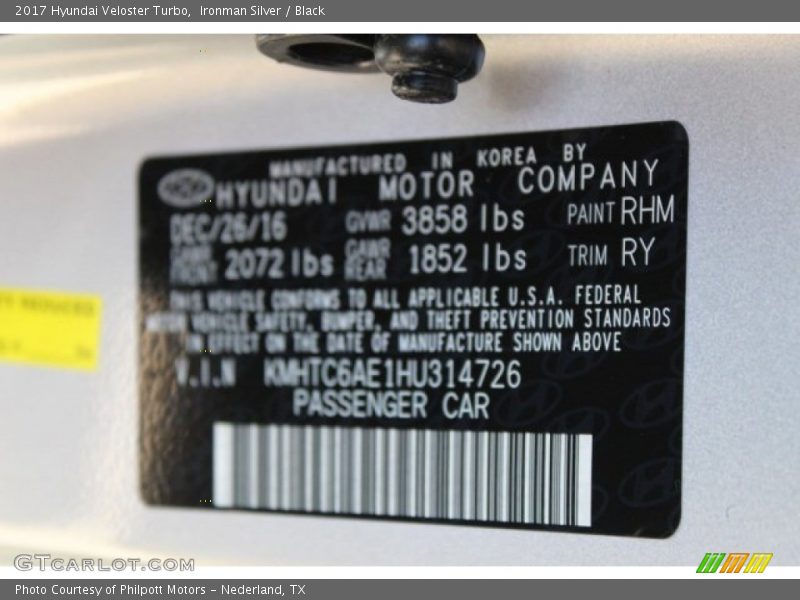 2017 Hyundai Veloster Turbo,  Ironman Silver / Black
MANUFACTURED IN KOREA BY
HYUNDAI MOTOR COMPANY
DEC/26/16 GVWR 3858 lbs PAINT RHM
GAWR FRONT 2072 lbs GAWR REAR 1852 lbs TRIM RY
THIS VEHICLE CONFORMS TO ALL APPLICABLE U.S.A. FEDERAL
MOTOR VEHICLE SAFETY, BUMPER, AND THEFT PREVENTION STANDARDS
IN EFFECT ON THE DATE OF MANUFACTURE SHOWN ABOVE
V.I.N KMHTC6AE1HU314726
PASSENGER CAR
GTCARLOT.COM
Photo Courtesy of Philpott Motors - Nederland, TX